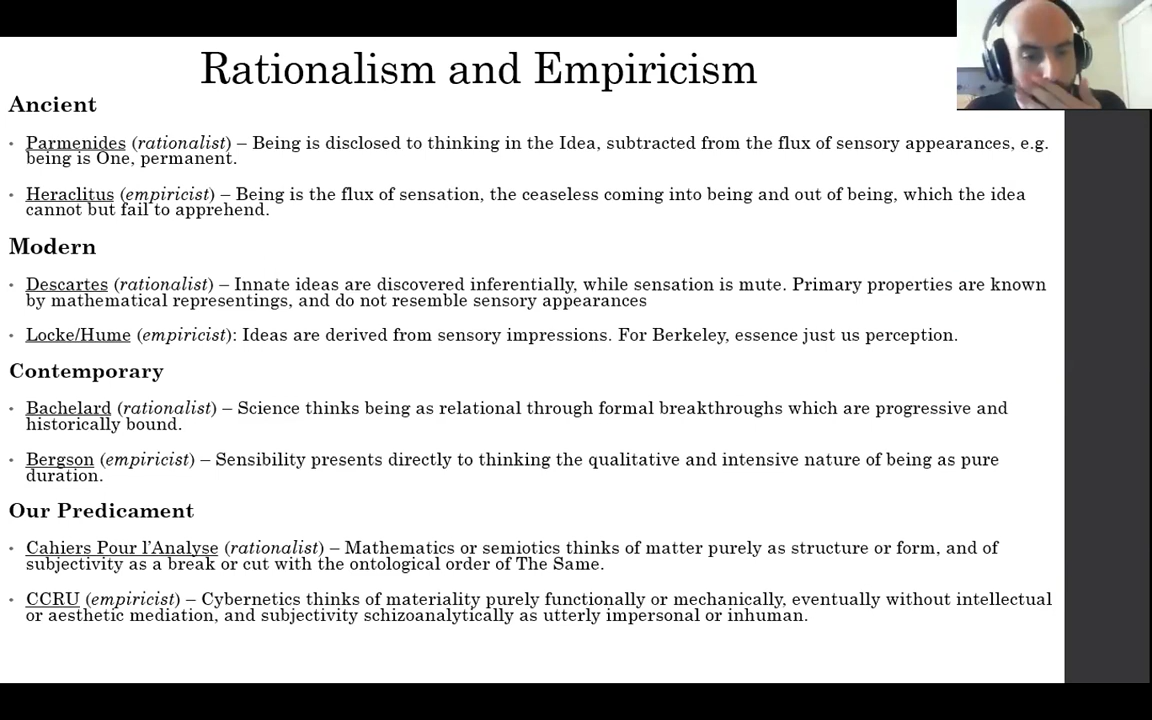 Rationalism and Empiricism
Ancient
• Parmenides (rationalist) – Being is disclosed to thinking in the Idea, subtracted from the flux of sensory appearances, e.g.
being is One, permanent.
• Heraclitus (empiricist) – Being is the flux of sensation, the ceaseless coming into being and out of being, which the idea
cannot but fail to apprehend.
Modern
• Descartes (rationalist) – Innate ideas are discovered inferentially, while sensation is mute. Primary properties are known
by mathematical representings, and do not resemble sensory appearances
• Locke/Hume (empiricist): Ideas are derived from sensory impressions. For Berkeley, essence just us perception.
Contemporary
• Bachelard (rationalist) – Science thinks being as relational through formal breakthroughs which are progressive and
historically bound.
• Bergson (empiricist) – Sensibility presents directly to thinking the qualitative and intensive nature of being as pure
duration.
Our Predicament
• Cahiers Pour l’Analyse (rationalist) – Mathematics or semiotics thinks of matter purely as structure or form, and of
subjectivity as a break or cut with the ontological order of The Same.
• CCRU (empiricist) – Cybernetics thinks of materiality purely functionally or mechanically, eventually without intellectual
or aesthetic mediation, and subjectivity schizoanalytically as utterly impersonal or inhuman.